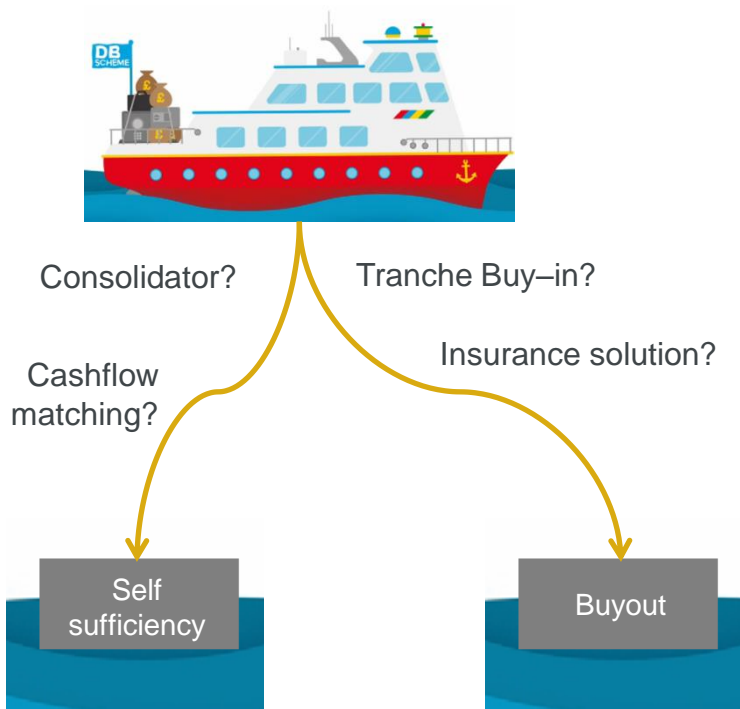 DB
SCHEME
£
£
£
Consolidator?
Tranche Buy–in?
Insurance solution?
Cashflow
matching?
Self
sufficiency
Buyout